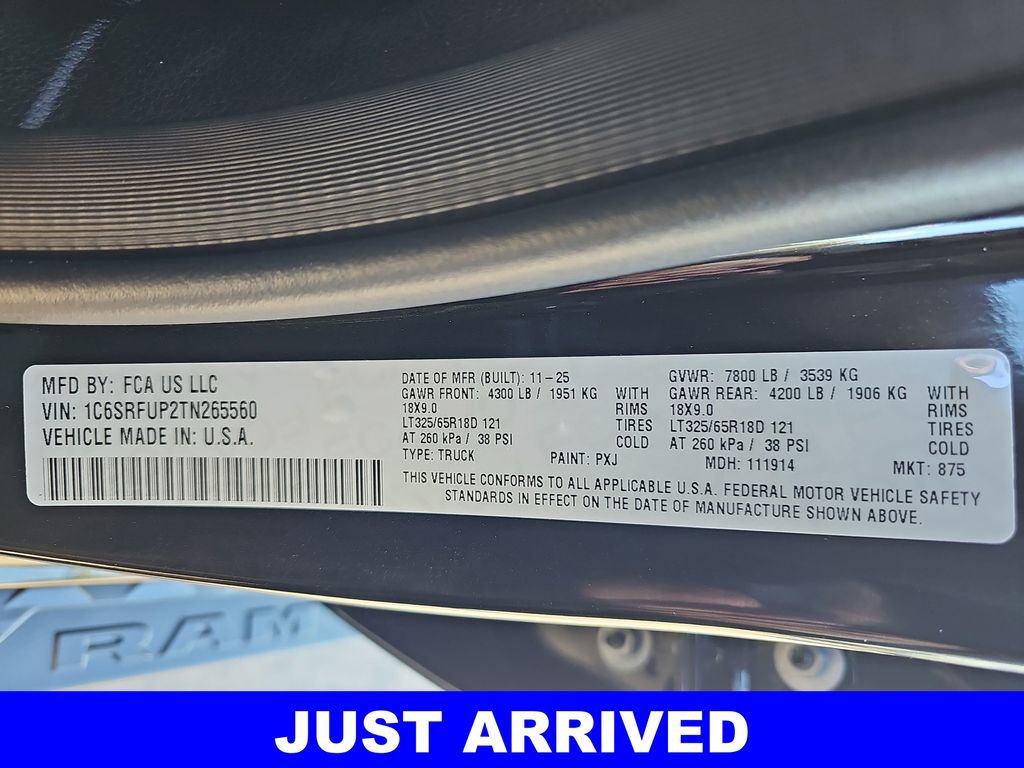 MFD BY: FCA US LLC
VIN: 1C6SRFUP2TN265560
VEHICLE MADE IN: U.S.A.
DATE OF MFR (BUILT): 11-25
GAWR FRONT: 4300 LB / 1951 KG WITH
18X9.0 RIMS
LT325/65R18D 121 TIRES
AT 260 kPa / 38 PSI COLD
TYPE: TRUCK PAINT: PXJ
GVWR: 7800 LB / 3539 KG
GAWR REAR: 4200 LB / 1906 KG WITH
18X9.0 RIMS
LT325/65R18D 121 TIRES
AT 260 kPa / 38 PSI COLD
MDH: 111914 MKT: 875
THIS VEHICLE CONFORMS TO ALL APPLICABLE U.S.A. FEDERAL MOTOR VEHICLE SAFETY
STANDARDS IN EFFECT ON THE DATE OF MANUFACTURE SHOWN ABOVE.
RAM
JUST ARRIVED